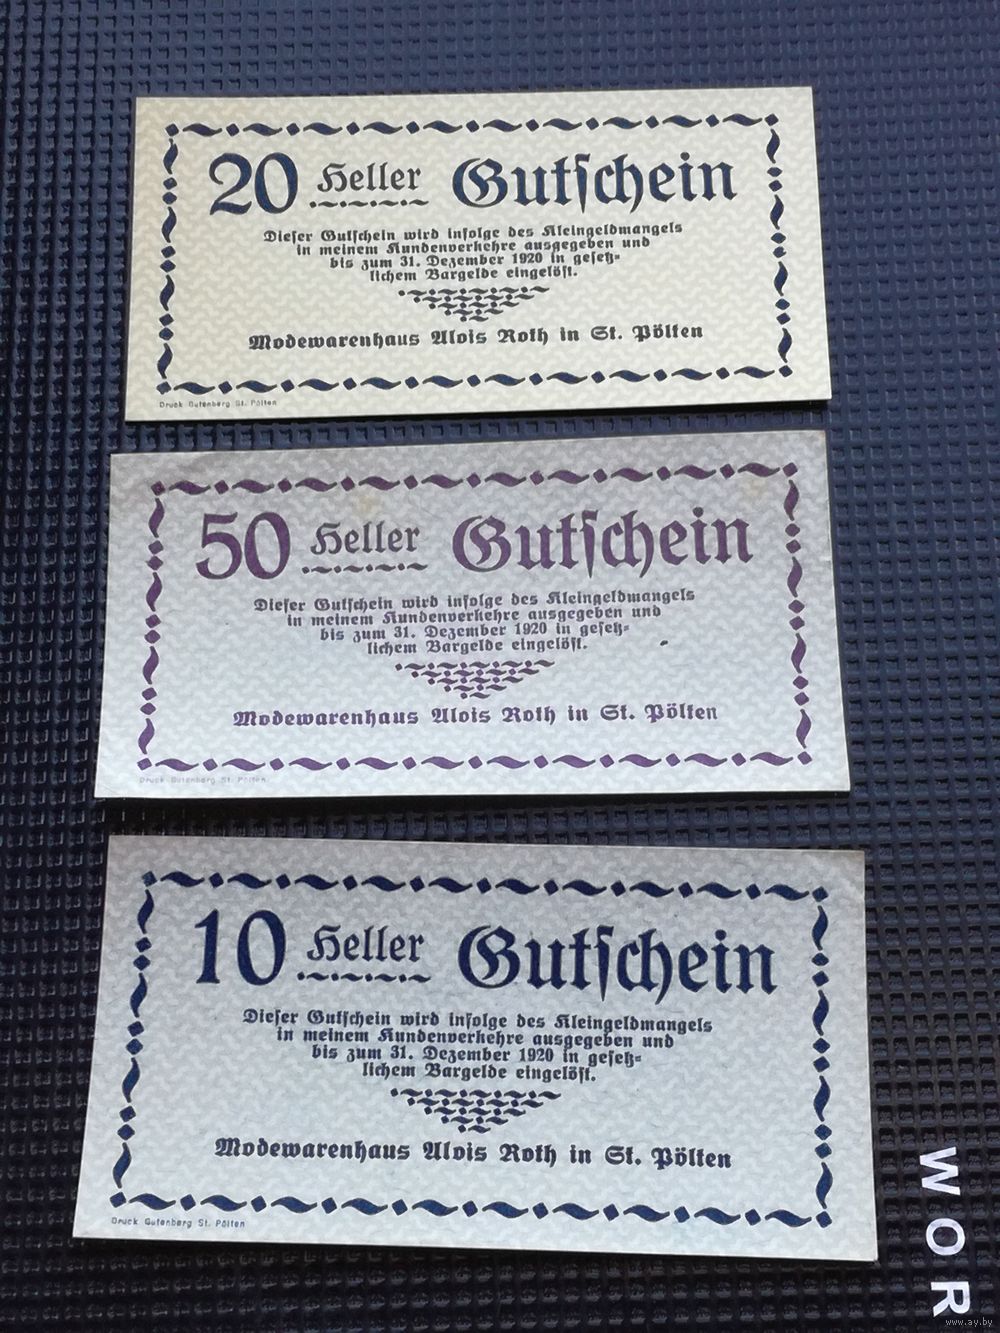 20 Heller Gutschein
Dieser Gutschein wird infolge des Kleingeldmangels
in meinem Kundenverkehre ausgegeben und
bis zum 31. Dezember 1920 in gesetz-
lichem Bargelde eingelöst.
Modewarenhaus Alois Roth in St. Pölten
Druck Gutenberg St. Pölten
50 Heller Gutschein
Dieser Gutschein wird infolge des Kleingeldmangels
in meinem Kundenverkehre ausgegeben und
bis zum 31. Dezember 1920 in gesetz-
lichem Bargelde eingelöst.
Modewarenhaus Alois Roth in St. Pölten
Druck Gutenberg St. Pölten.
10 Heller Gutschein
Dieser Gutschein wird infolge des Kleingeldmangels
in meinem Kundenverkehre ausgegeben und
bis zum 31. Dezember 1920 in gesetz-
lichem Bargelde eingelöst.
Modewarenhaus Alois Roth in St. Pölten
Druck Gutenberg St. Pölten
WOR
www.ay.by